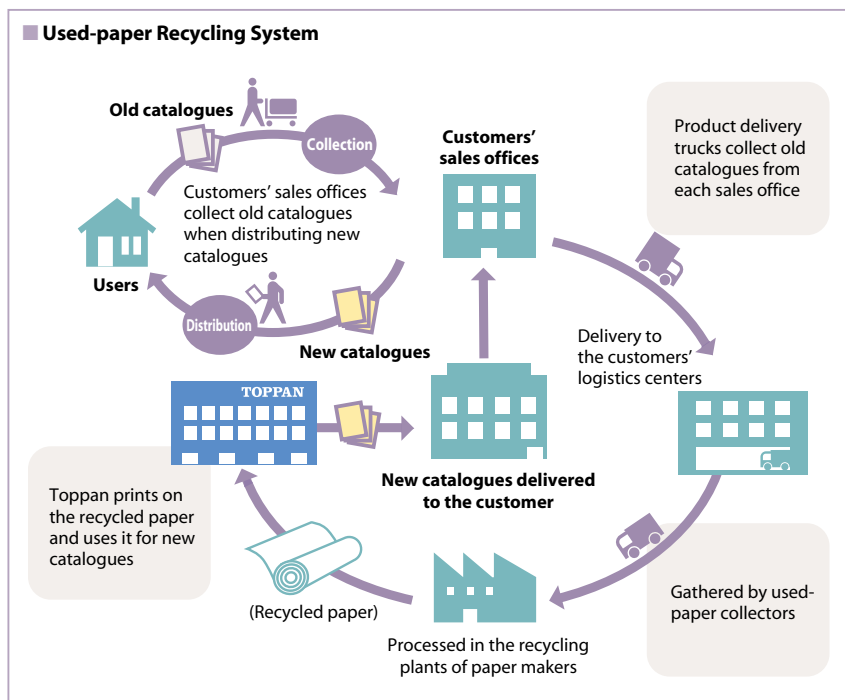 Used-paper Recycling System
Old catalogues
Collection
Customers’
sales offices
Product delivery
trucks collect old
catalogues from
each sales office
Customers’ sales offices
collect old catalogues
when distributing new
catalogues
Users
Distribution
New catalogues
Delivery to
the customers’
logistics centers
TOPPAN
New catalogues delivered
to the customer
Toppan prints on
the recycled paper
and uses it for new
catalogues
(Recycled paper)
Processed in the recycling
plants of paper makers
Gathered by used-
paper collectors